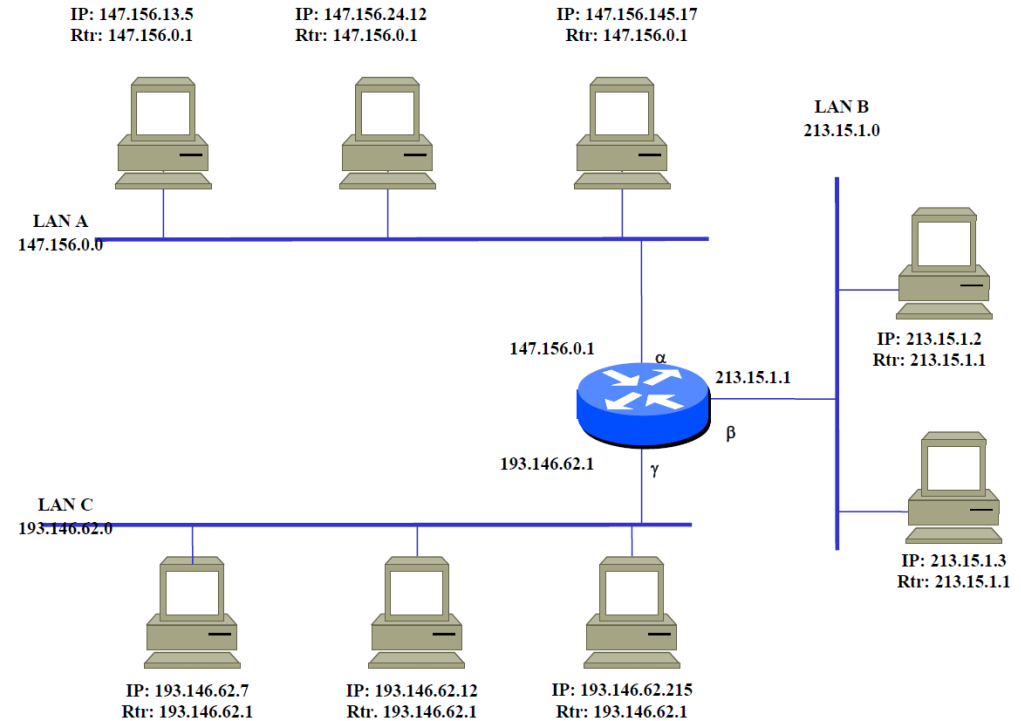 IP: 147.156.13.5
Rtr: 147.156.0.1
IP: 147.156.24.12
Rtr: 147.156.0.1
IP: 147.156.145.17
Rtr: 147.156.0.1
LAN B
213.15.1.0
LAN A
147.156.0.0
IP: 213.15.1.2
Rtr: 213.15.1.1
147.156.0.1
α
213.15.1.1
β
193.146.62.1
γ
LAN C
193.146.62.0
IP: 213.15.1.3
Rtr: 213.15.1.1
IP: 193.146.62.7
Rtr: 193.146.62.1
IP: 193.146.62.12
Rtr. 193.146.62.1
IP: 193.146.62.215
Rtr: 193.146.62.1